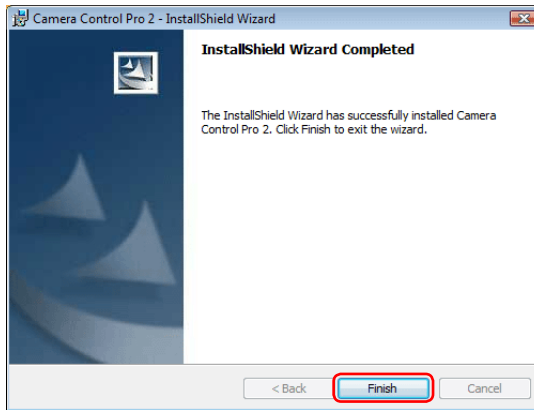 Camera Control Pro 2 - InstallShield Wizard
InstallShield Wizard Completed
The InstallShield Wizard has successfully installed Camera
Control Pro 2. Click Finish to exit the wizard.
< Back Finish Cancel